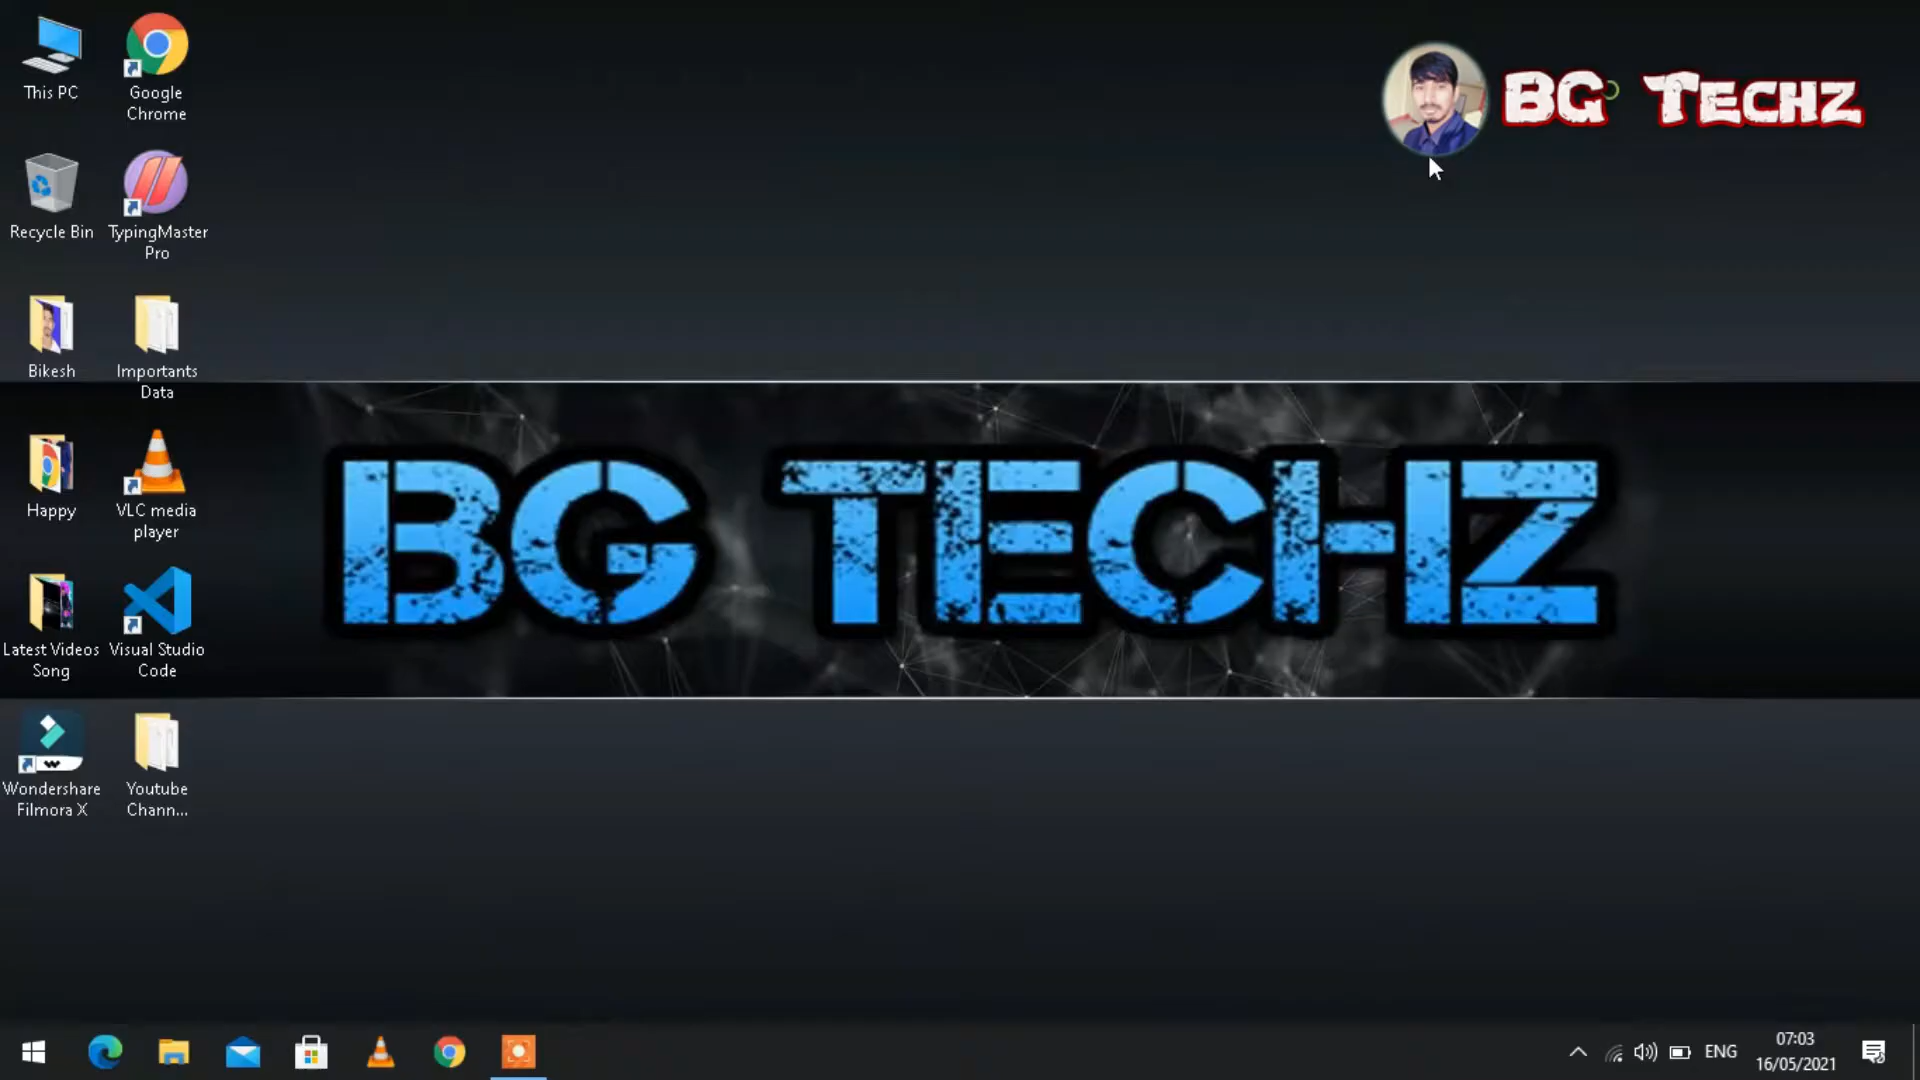 This PC
Google
Chrome
BG Techz
Recycle Bin
TypingMaster
Pro
Bikesh
Importants
Data
Happy
VLC media
player
BG TECHZ
Latest Videos
Song
Visual Studio
Code
Wondershare
Filmora X
Youtube
Chann...
ENG
07:03
16/05/2021